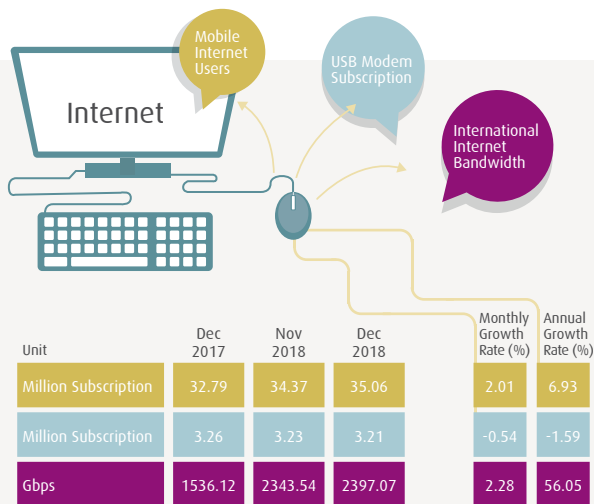 Mobile
Internet
Users
USB Modem
Subscription
Internet
International
Internet
Bandwidth
Unit
Dec
2017
Nov
2018
Dec
2018
Monthly
Growth
Rate (%)
Annual
Growth
Rate (%)
Million Subscription 32.79 34.37 35.06 2.01 6.93
Million Subscription 3.26 3.23 3.21 -0.54 -1.59
Gbps 1536.12 2343.54 2397.07 2.28 56.05